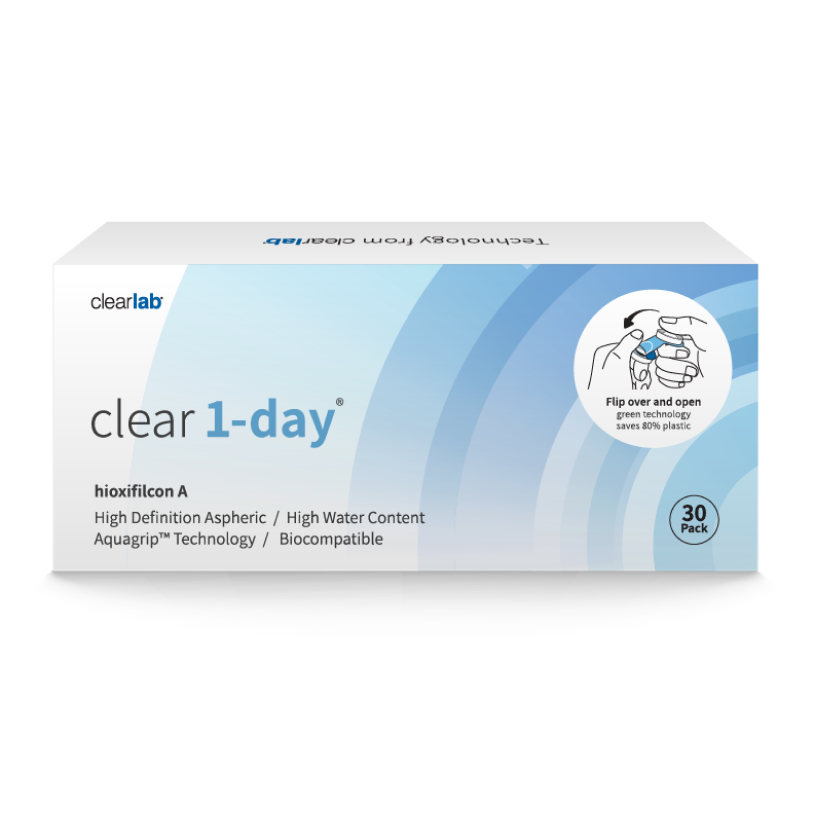 Technology from clearlab
clearlab
clear 1-day®
Flip over and open
green technology
saves 80% plastic
hioxifilcon A
High Definition Aspheric / High Water Content
Aquagrip™ Technology / Biocompatible
30
Pack